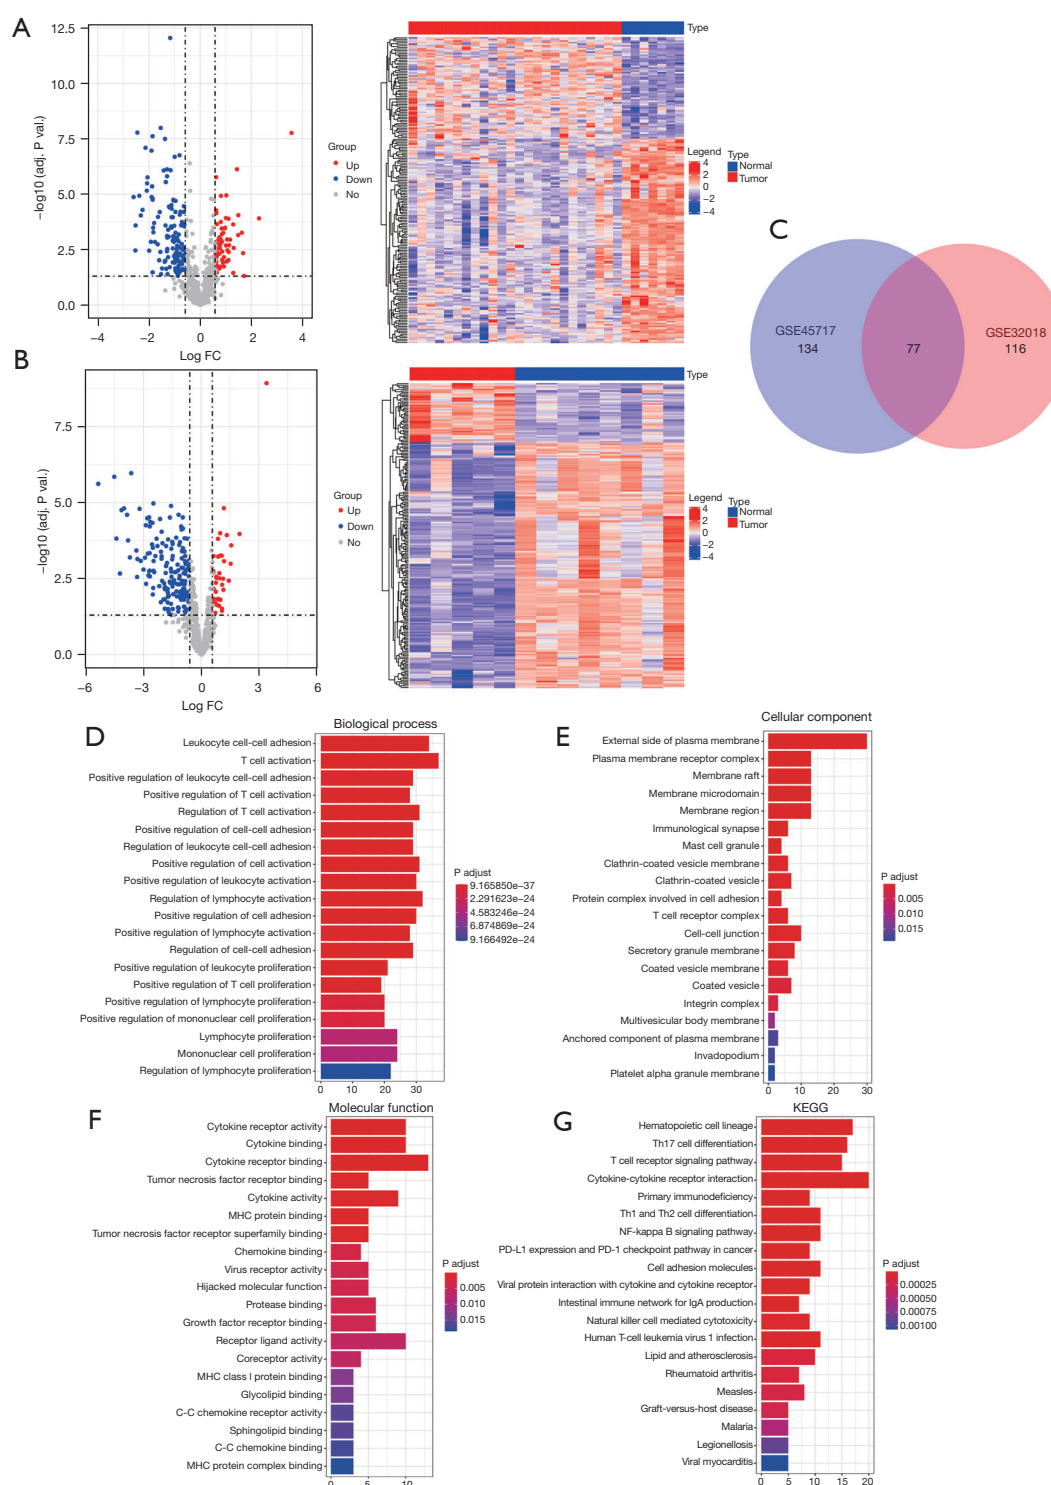 A
12.5
10.0
7.5
5.0
2.5
0.0
−log10 (adj. P val.)
−4
−2
0
2
4
Log FC
Group
Up
Down
No
Type
Legend
4
2
0
−2
−4
Type
Normal
Tumor
B
7.5
5.0
2.5
0.0
−log10 (adj. P val.)
−6
−3
0
3
6
Log FC
Group
Up
Down
No
Type
Legend
4
2
0
−2
−4
Type
Normal
Tumor
C
GSE45717
134
77
GSE32018
116
D
Biological process
Leukocyte cell-cell adhesion
T cell activation
Positive regulation of leukocyte cell-cell adhesion
Positive regulation of T cell activation
Regulation of T cell activation
Positive regulation of cell-cell adhesion
Regulation of leukocyte cell-cell adhesion
Positive regulation of cell activation
Positive regulation of leukocyte activation
Regulation of lymphocyte activation
Positive regulation of cell adhesion
Positive regulation of lymphocyte activation
Regulation of cell-cell adhesion
Positive regulation of leukocyte proliferation
Positive regulation of T cell proliferation
Positive regulation of lymphocyte proliferation
Positive regulation of mononuclear cell proliferation
Lymphocyte proliferation
Mononuclear cell proliferation
Regulation of lymphocyte proliferation
0
10
20
30
P adjust
9.165850e−37
2.291623e−24
4.583246e−24
6.874869e−24
9.166492e−24
E
Cellular component
External side of plasma membrane
Plasma membrane receptor complex
Membrane raft
Membrane microdomain
Membrane region
Immunological synapse
Mast cell granule
Clathrin-coated vesicle membrane
Clathrin-coated vesicle
Protein complex involved in cell adhesion
T cell receptor complex
Cell-cell junction
Secretory granule membrane
Coated vesicle membrane
Coated vesicle
Integrin complex
Multivesicular body membrane
Anchored component of plasma membrane
Invadopodium
Platelet alpha granule membrane
0
10
20
30
P adjust
0.005
0.010
0.015
F
Molecular function
Cytokine receptor activity
Cytokine binding
Cytokine receptor binding
Tumor necrosis factor receptor binding
Cytokine activity
MHC protein binding
Tumor necrosis factor receptor superfamily binding
Chemokine binding
Virus receptor activity
Hijacked molecular function
Protease binding
Growth factor receptor binding
Receptor ligand activity
Coreceptor activity
MHC class I protein binding
Glycolipid binding
C-C chemokine receptor activity
Sphingolipid binding
C-C chemokine binding
MHC protein complex binding
0
5
10
P adjust
0.005
0.010
0.015
G
KEGG
Hematopoietic cell lineage
Th17 cell differentiation
T cell receptor signaling pathway
Cytokine-cytokine receptor interaction
Primary immunodeficiency
Th1 and Th2 cell differentiation
NF-kappa B signaling pathway
PD-L1 expression and PD-1 checkpoint pathway in cancer
Cell adhesion molecules
Viral protein interaction with cytokine and cytokine receptor
Intestinal immune network for IgA production
Natural killer cell mediated cytotoxicity
Human T-cell leukemia virus 1 infection
Lipid and atherosclerosis
Rheumatoid arthritis
Measles
Graft-versus-host disease
Malaria
Legionellosis
Viral myocarditis
0
5
10
15
20
P adjust
0.00025
0.00050
0.00075
0.00100